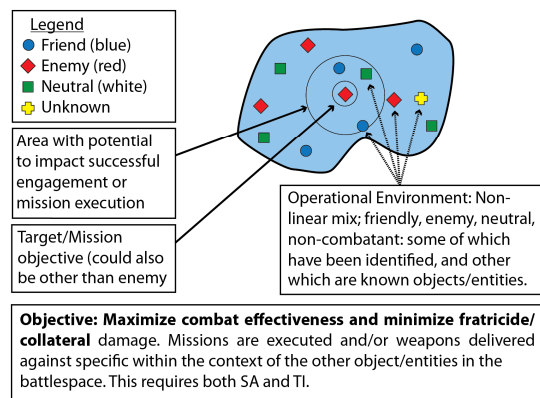 Legend
Friend (blue)
Enemy (red)
Neutral (white)
Unknown
Area with potential
to impact successful
engagement or
mission execution
Target/Mission
objective (could also
be other than enemy
Operational Environment: Non-
linear mix; friendly, enemy, neutral,
non-combatant: some of which
have been identified, and other
which are known objects/entities.
Objective: Maximize combat effectiveness and minimize fratricide/
collateral damage. Missions are executed and/or weapons delivered
against specific within the context of the other object/entities in the
battlespace. This requires both SA and TI.